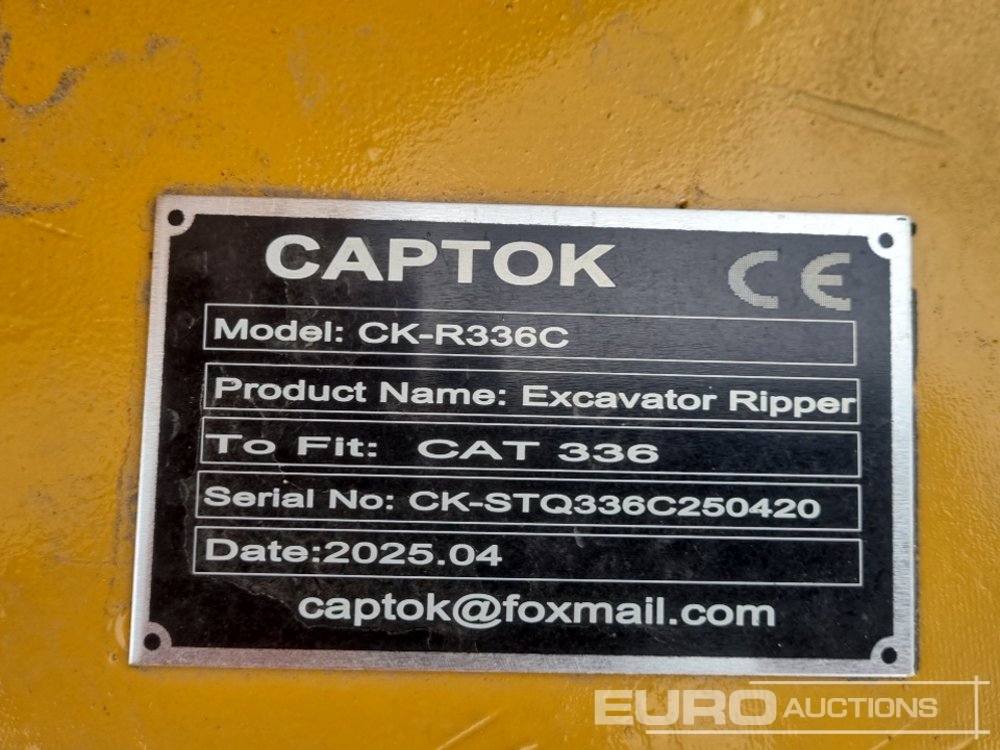 CAPTOK
CE
Model: CK-R336C
Product Name: Excavator Ripper
To Fit: CAT 336
Serial No: CK-STQ336C250420
Date:2025.04
captok@foxmail.com
EURO AUCTIONS